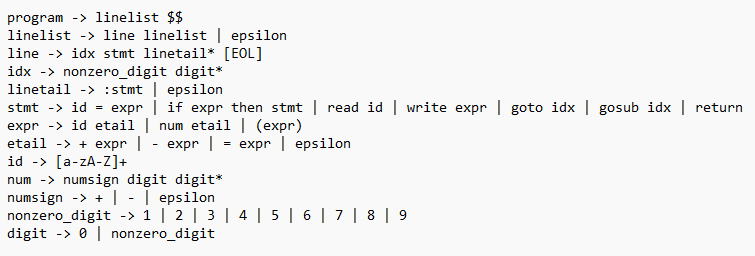 program -> linelist $$
linelist -> line linelist | epsilon
line -> idx stmt linetail* [EOL]
idx -> nonzero_digit digit*
linetail -> :stmt | epsilon
stmt -> id = expr | if expr then stmt | read id | write expr | goto idx | gosub idx | return
expr -> id etail | num etail | (expr)
etail -> + expr | - expr | = expr | epsilon
id -> [a-zA-Z]+
num -> numsign digit digit*
numsign -> + | - | epsilon
nonzero_digit -> 1 | 2 | 3 | 4 | 5 | 6 | 7 | 8 | 9
digit -> 0 | nonzero_digit